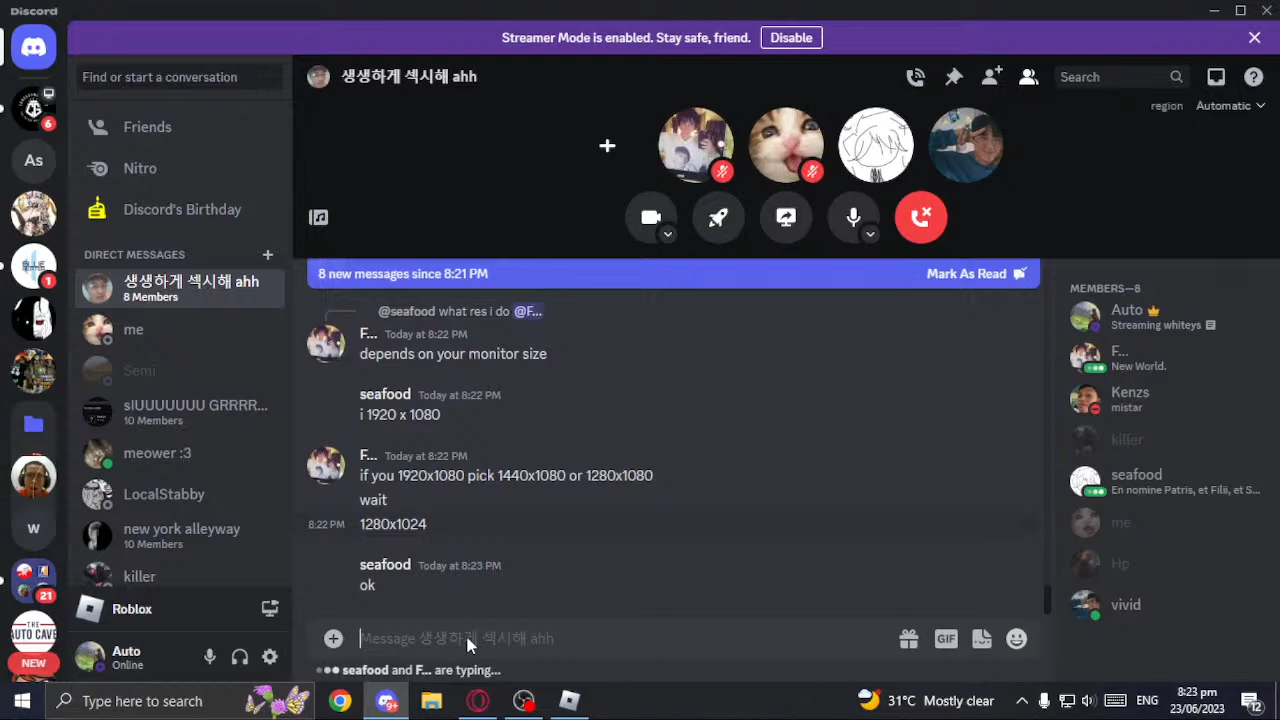 Discord
Streamer Mode is enabled. Stay safe, friend.
Disable
Find or start a conversation
생생하게 섹시해 ahh
Search
region
Automatic
6
As
1
W
21
THE
AUTO CAVE
NEW
Friends
Nitro
Discord's Birthday
DIRECT MESSAGES
생생하게 섹시해 ahh
8 Members
me
Semi
sIUUUUUU GRRRR...
10 Members
meower :3
LocalStabby
new york alleyway
10 Members
killer
Roblox
Auto
Online
8 new messages since 8:21 PM
Mark As Read
@seafood what res i do @F...
F... Today at 8:22 PM
depends on your monitor size
seafood Today at 8:22 PM
i 1920 x 1080
F... Today at 8:22 PM
if you 1920x1080 pick 1440x1080 or 1280x1080
wait
8:22 PM 1280x1024
seafood Today at 8:23 PM
ok
Message 생생하게 섹시해 ahh
GIF
seafood and F... are typing...
MEMBERS—8
Auto
Streaming whiteys
F...
New World.
Kenzs
mistar
killer
seafood
En nomine Patris, et Filii, et S...
me
Hp
vivid
Type here to search
31°C Mostly clear
ENG
8:23 pm
23/06/2023
12